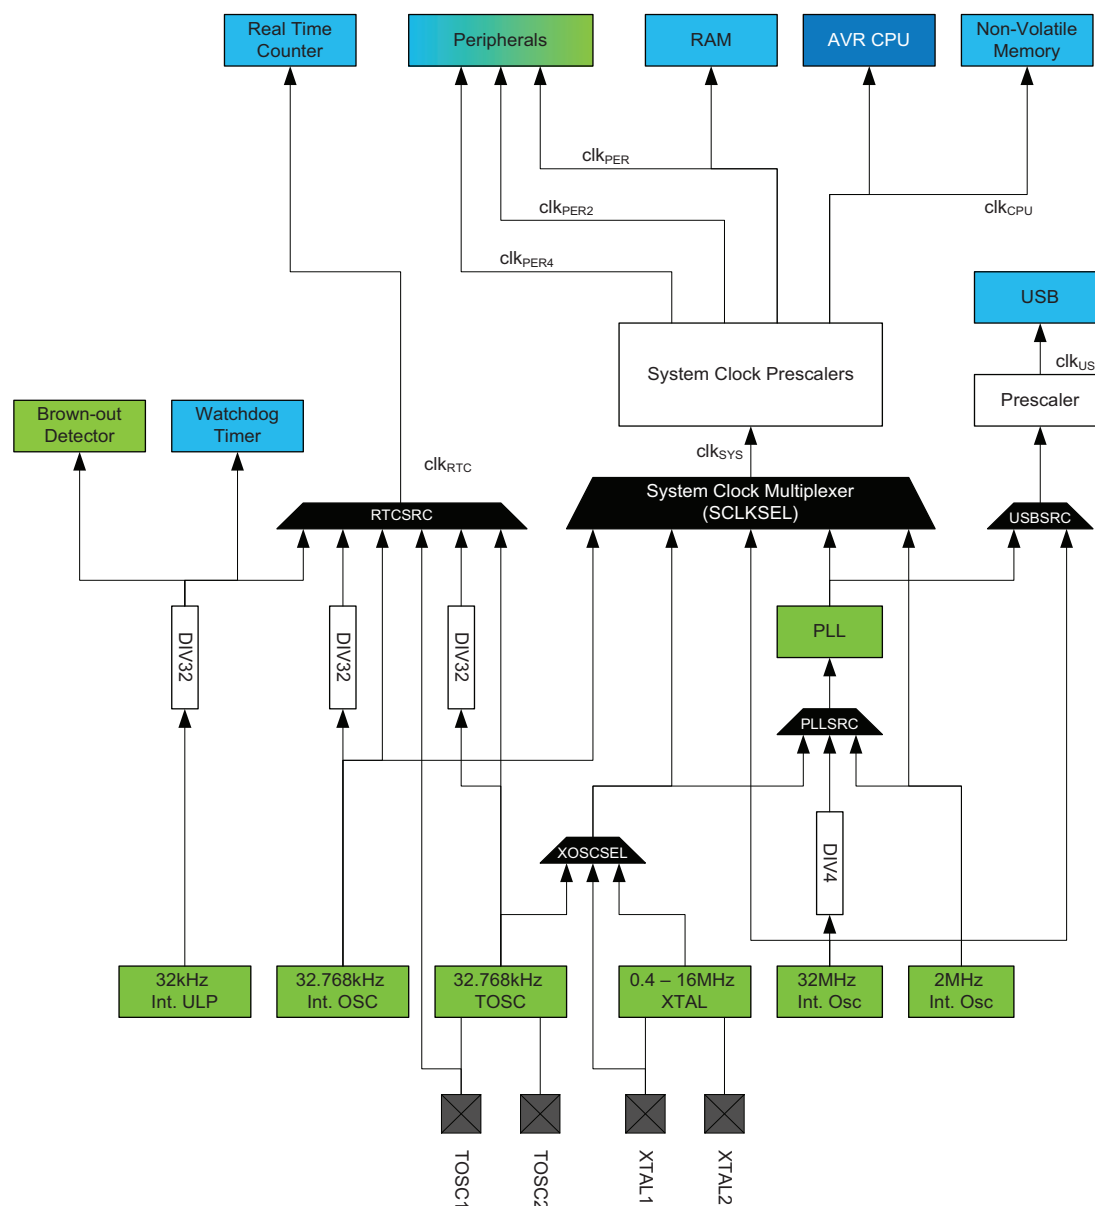 Real Time
Counter
Peripherals
RAM
AVR CPU
Non-Volatile
Memory
clkPER
clkPER2
clkCPU
clkPER4
USB
System Clock Prescalers
clkUS
Prescaler
Brown-out
Detector
Watchdog
Timer
clkRTC
clkSYS
System Clock Multiplexer
(SCLKSEL)
RTCSRC
USBSRC
DIV32
DIV32
DIV32
PLL
PLLSRC
XOSCSEL
DIV4
32kHz
Int. ULP
32.768kHz
Int. OSC
32.768kHz
TOSC
0.4 – 16MHz
XTAL
32MHz
Int. Osc
2MHz
Int. Osc
TOSC1
TOSC2
XTAL1
XTAL2